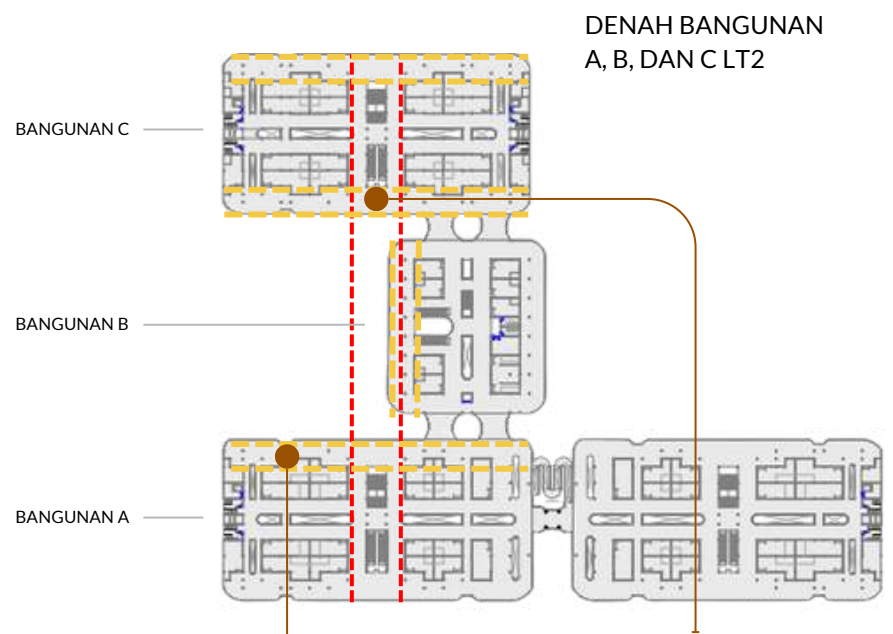 DENAH BANGUNAN
A, B, DAN C LT2
BANGUNAN C
BANGUNAN B
BANGUNAN A